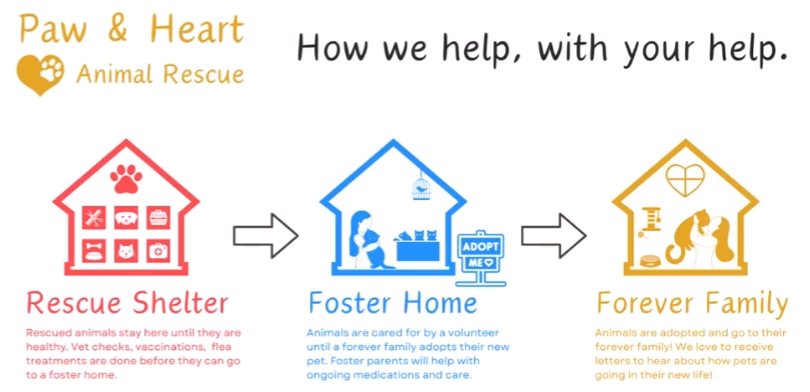 Paw & Heart
Animal Rescue
How we help, with your help.
ADOPT
ME
Rescue Shelter
Rescued animals stay here until they are
healthy. Vet checks, vaccinations, flea
treatments are done before they can go
to a foster home.
Foster Home
Animals are cared for by a volunteer
until a forever family adopts their new
pet. Foster parents will help with
ongoing medications and care.
Forever Family
Animals are adopted and go to their
forever family! We love to receive
letters to hear about how pets are
going in their new life!